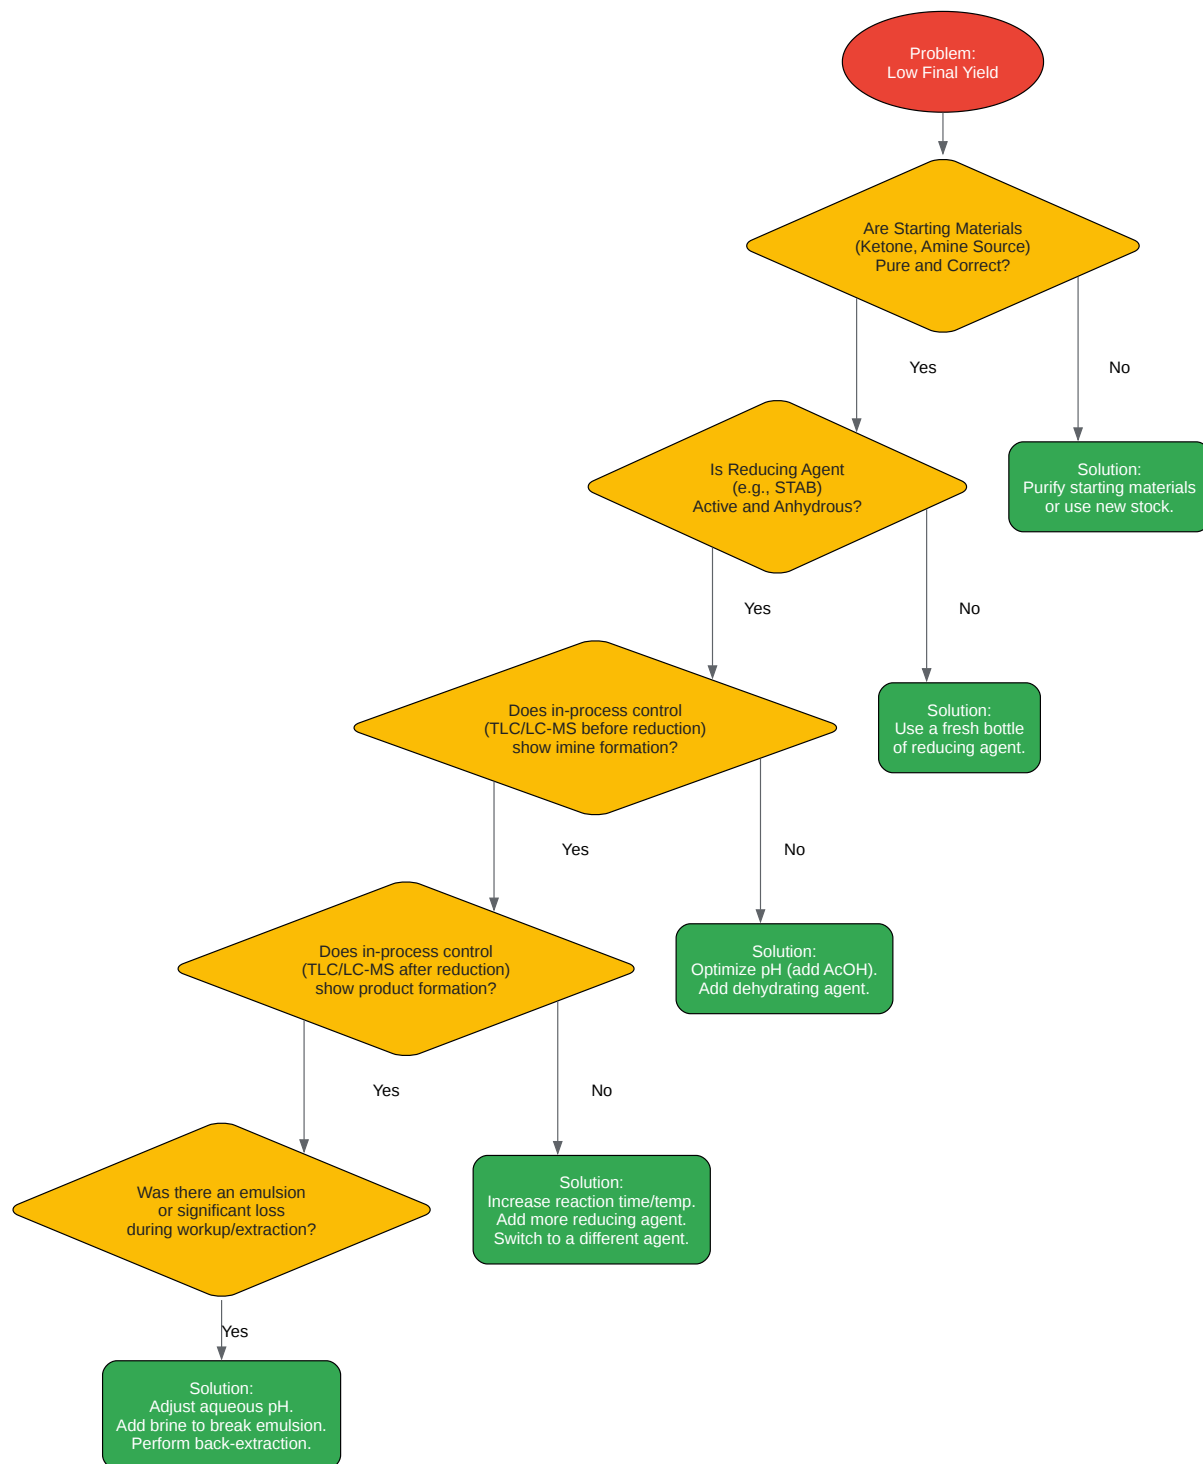 Problem:
Low Final Yield
Are Starting Materials
(Ketone, Amine Source)
Pure and Correct?
Yes
No
Is Reducing Agent
(e.g., STAB)
Active and Anhydrous?
Solution:
Purify starting materials
or use new stock.
Yes
No
Does in-process control
(TLC/LC-MS before reduction)
show imine formation?
Solution:
Use a fresh bottle
of reducing agent.
Yes
No
Does in-process control
(TLC/LC-MS after reduction)
show product formation?
Solution:
Optimize pH (add AcOH).
Add dehydrating agent.
Yes
No
Was there an emulsion
or significant loss
during workup/extraction?
Solution:
Increase reaction time/temp.
Add more reducing agent.
Switch to a different agent.
Yes
Solution:
Adjust aqueous pH.
Add brine to break emulsion.
Perform back-extraction.